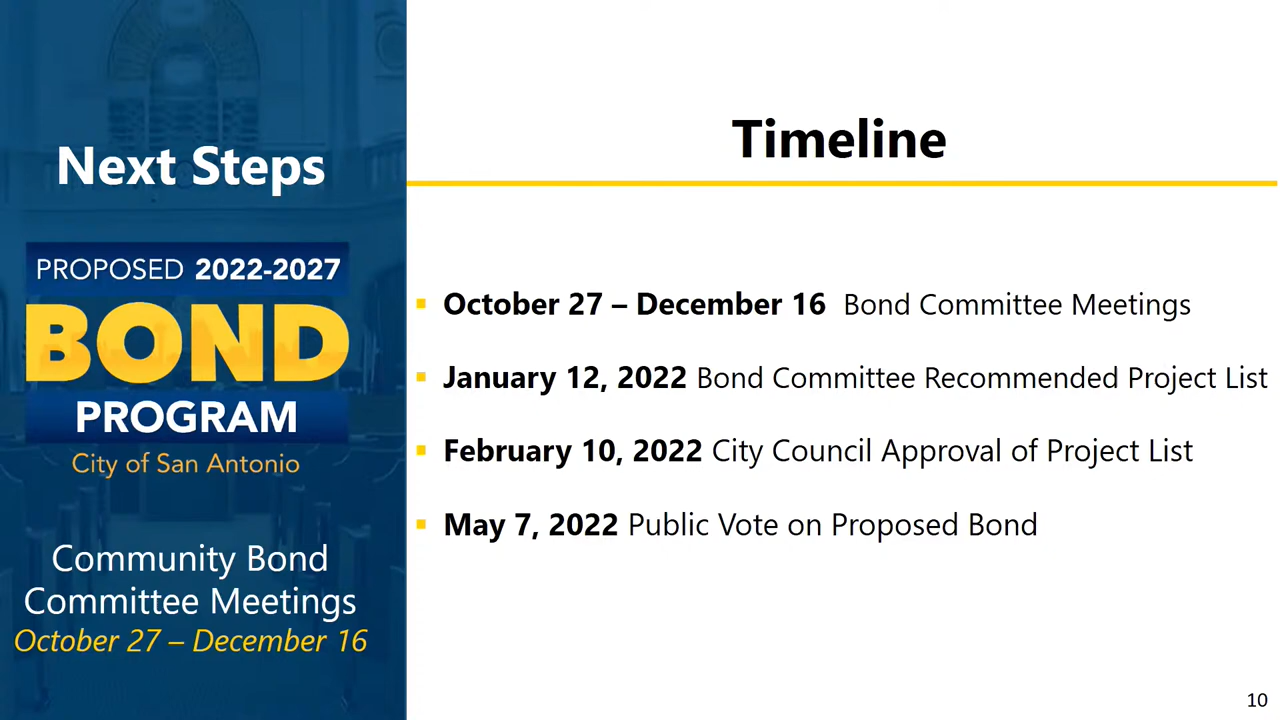 Next Steps
PROPOSED 2022-2027
BOND
PROGRAM
City of San Antonio
Community Bond
Committee Meetings
October 27 – December 16
Timeline
October 27 – December 16 Bond Committee Meetings
January 12, 2022 Bond Committee Recommended Project List
February 10, 2022 City Council Approval of Project List
May 7, 2022 Public Vote on Proposed Bond
10